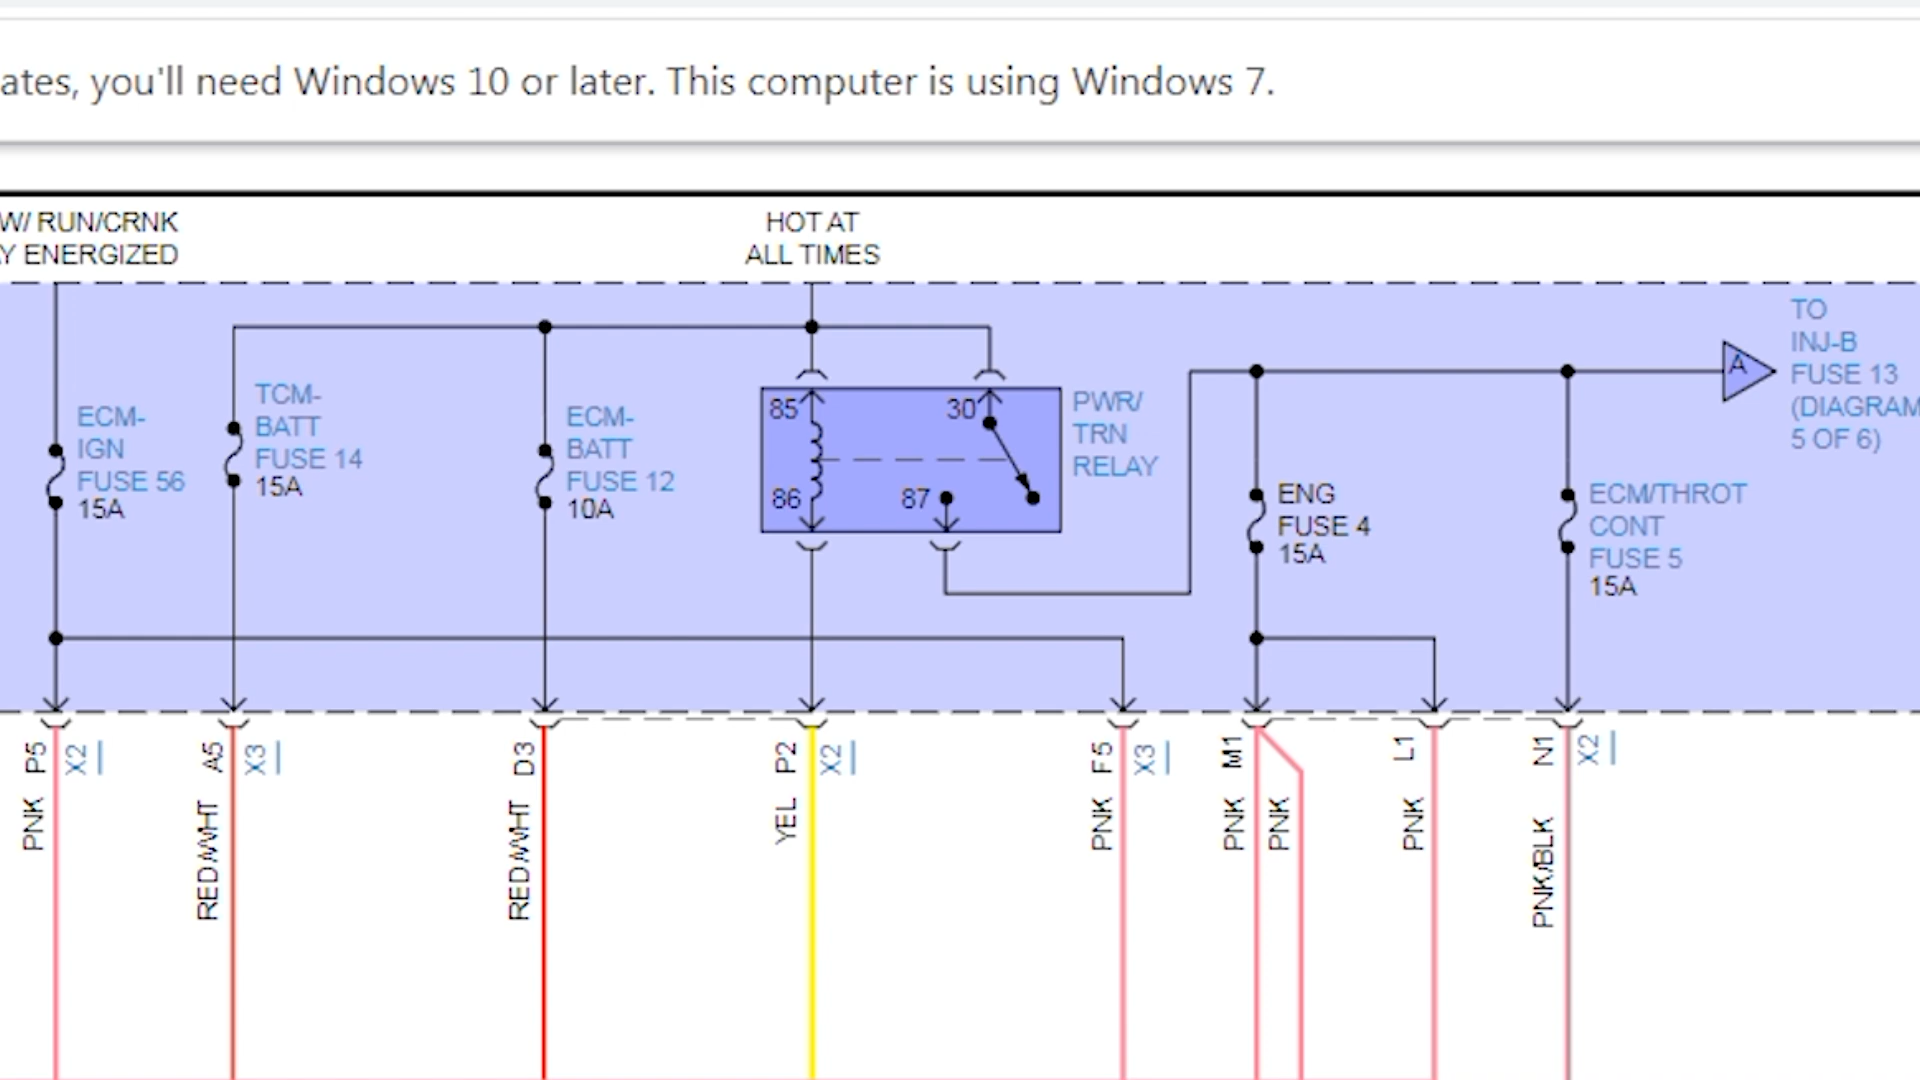 ates, you'll need Windows 10 or later. This computer is using Windows 7.
W/ RUN/CRNK
Y ENERGIZED
HOT AT
ALL TIMES
ECM-
IGN
FUSE 56
15A
TCM-
BATT
FUSE 14
15A
ECM-
BATT
FUSE 12
10A
85
30
86
87
PWR/
TRN
RELAY
ENG
FUSE 4
15A
ECM/THROT
CONT
FUSE 5
15A
A
TO
INJ-B
FUSE 13
(DIAGRAM
5 OF 6)
P5
X2
PNK
A5
X3
RED/WHT
D3
RED/WHT
P2
X2
YEL
F5
X3
PNK
M1
PNK
PNK
L1
PNK
N1
X2
PNK/BLK